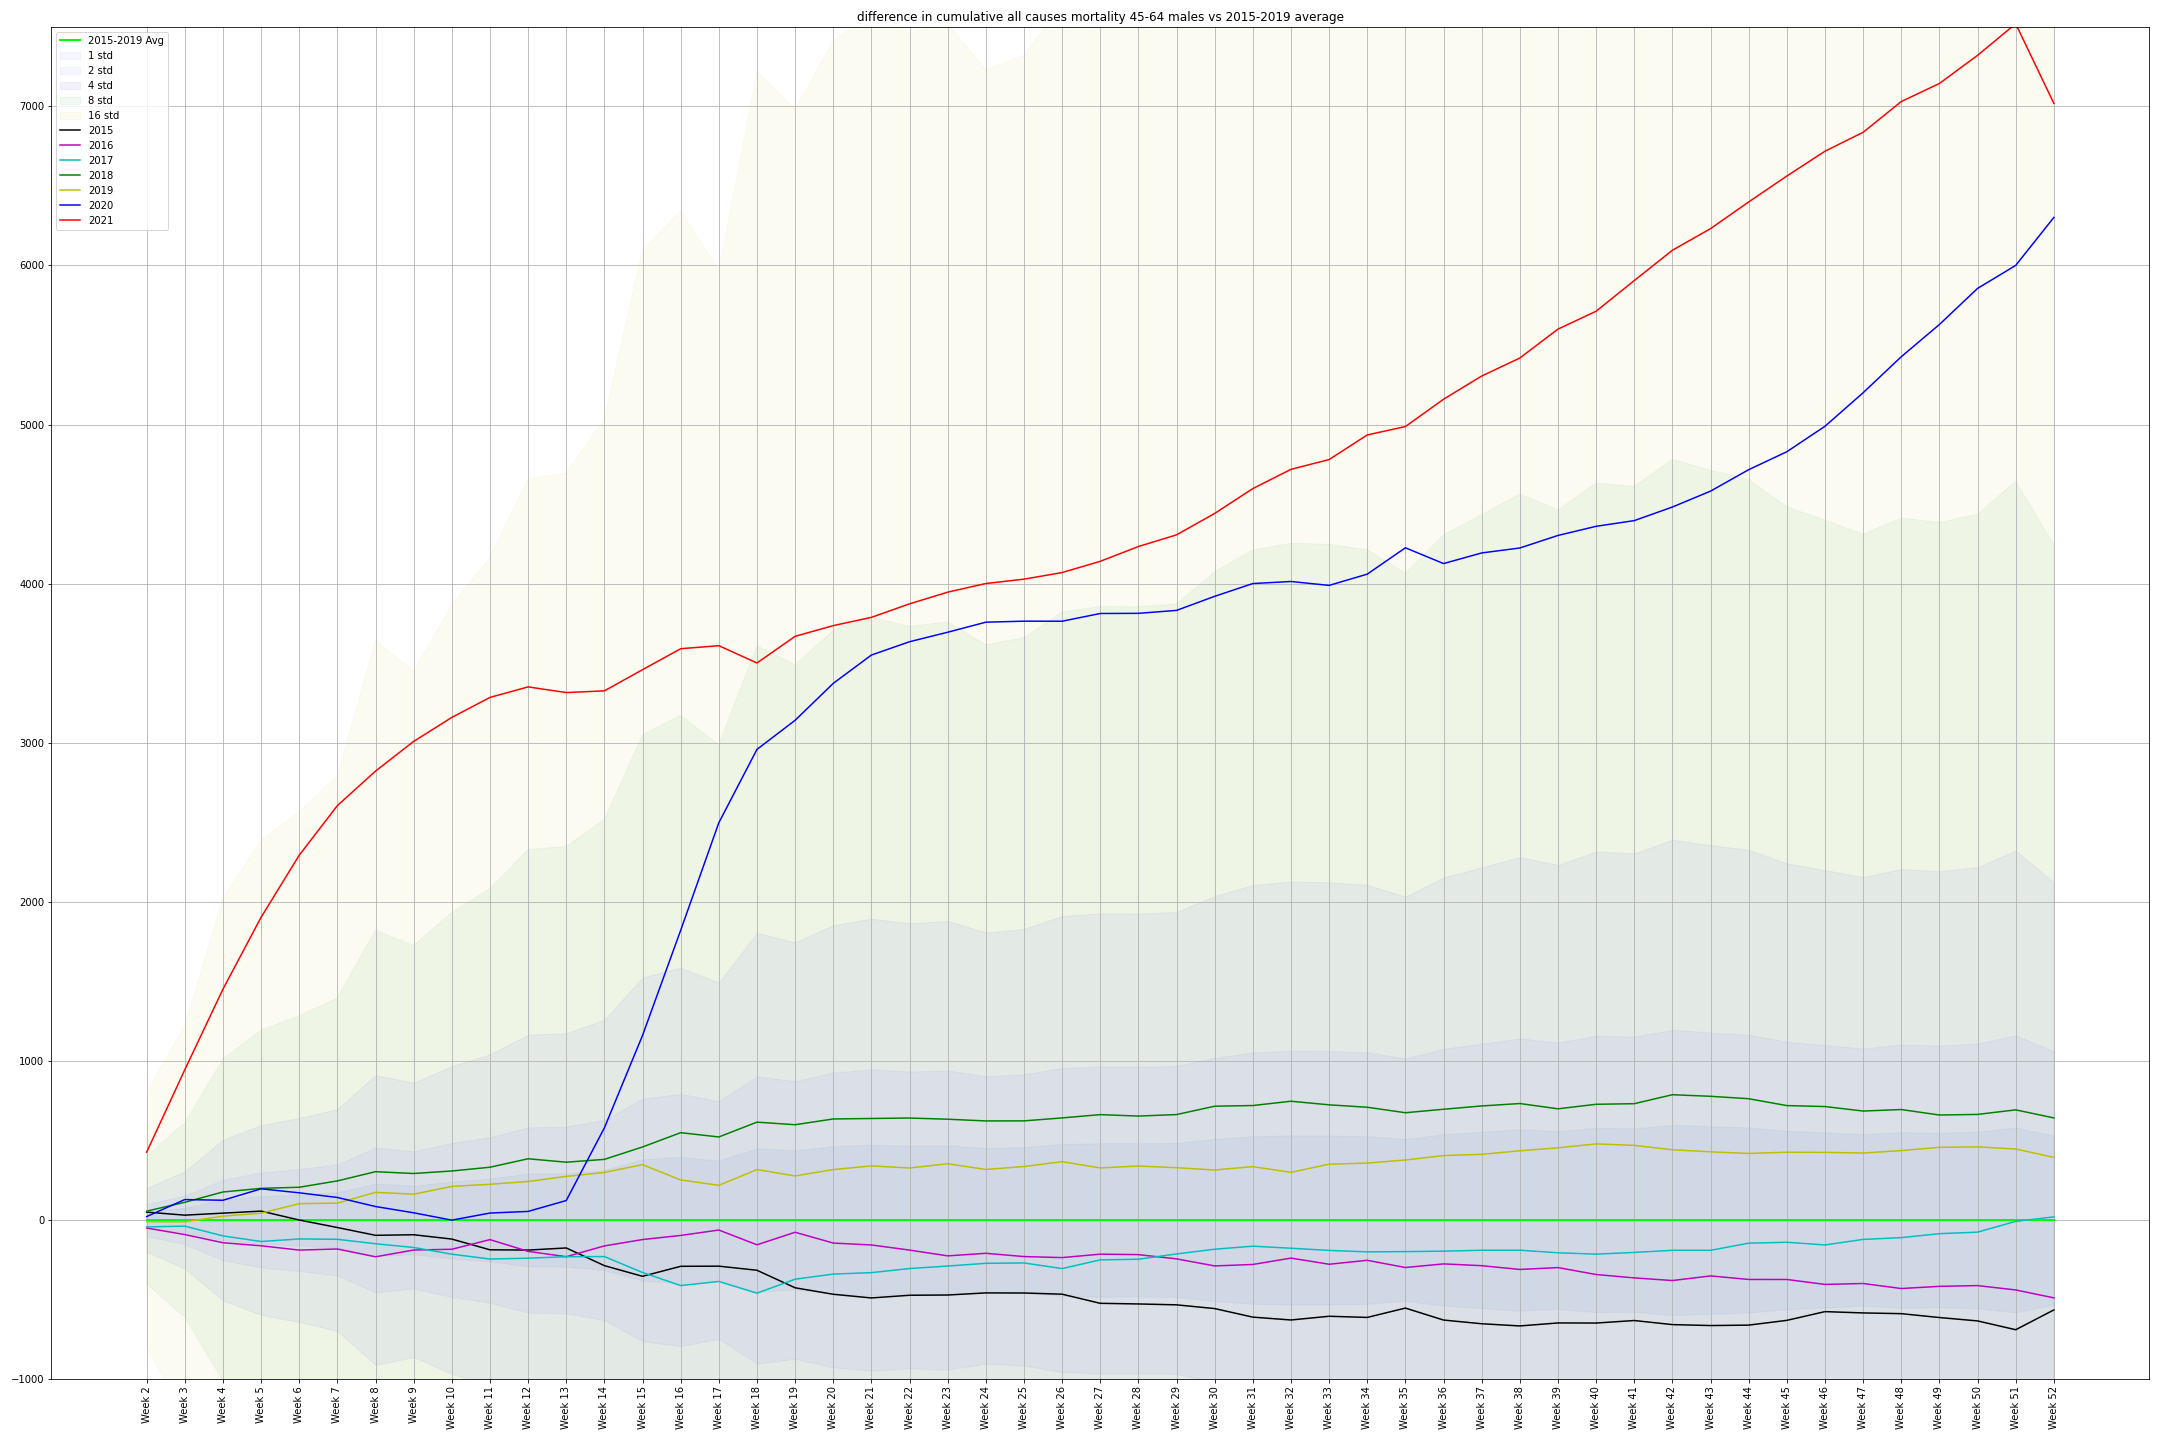 difference in cumulative all causes mortality 45-64 males vs 2015-2019 average
2015-2019 Avg
1 std
2 std
4 std
8 std
16 std
2015
2016
2017
2018
2019
2020
2021
7000
6000
5000
4000
3000
2000
1000
0
−1000
Week 2
Week 3
Week 4
Week 5
Week 6
Week 7
Week 8
Week 9
Week 10
Week 11
Week 12
Week 13
Week 14
Week 15
Week 16
Week 17
Week 18
Week 19
Week 20
Week 21
Week 22
Week 23
Week 24
Week 25
Week 26
Week 27
Week 28
Week 29
Week 30
Week 31
Week 32
Week 33
Week 34
Week 35
Week 36
Week 37
Week 38
Week 39
Week 40
Week 41
Week 42
Week 43
Week 44
Week 45
Week 46
Week 47
Week 48
Week 49
Week 50
Week 51
Week 52